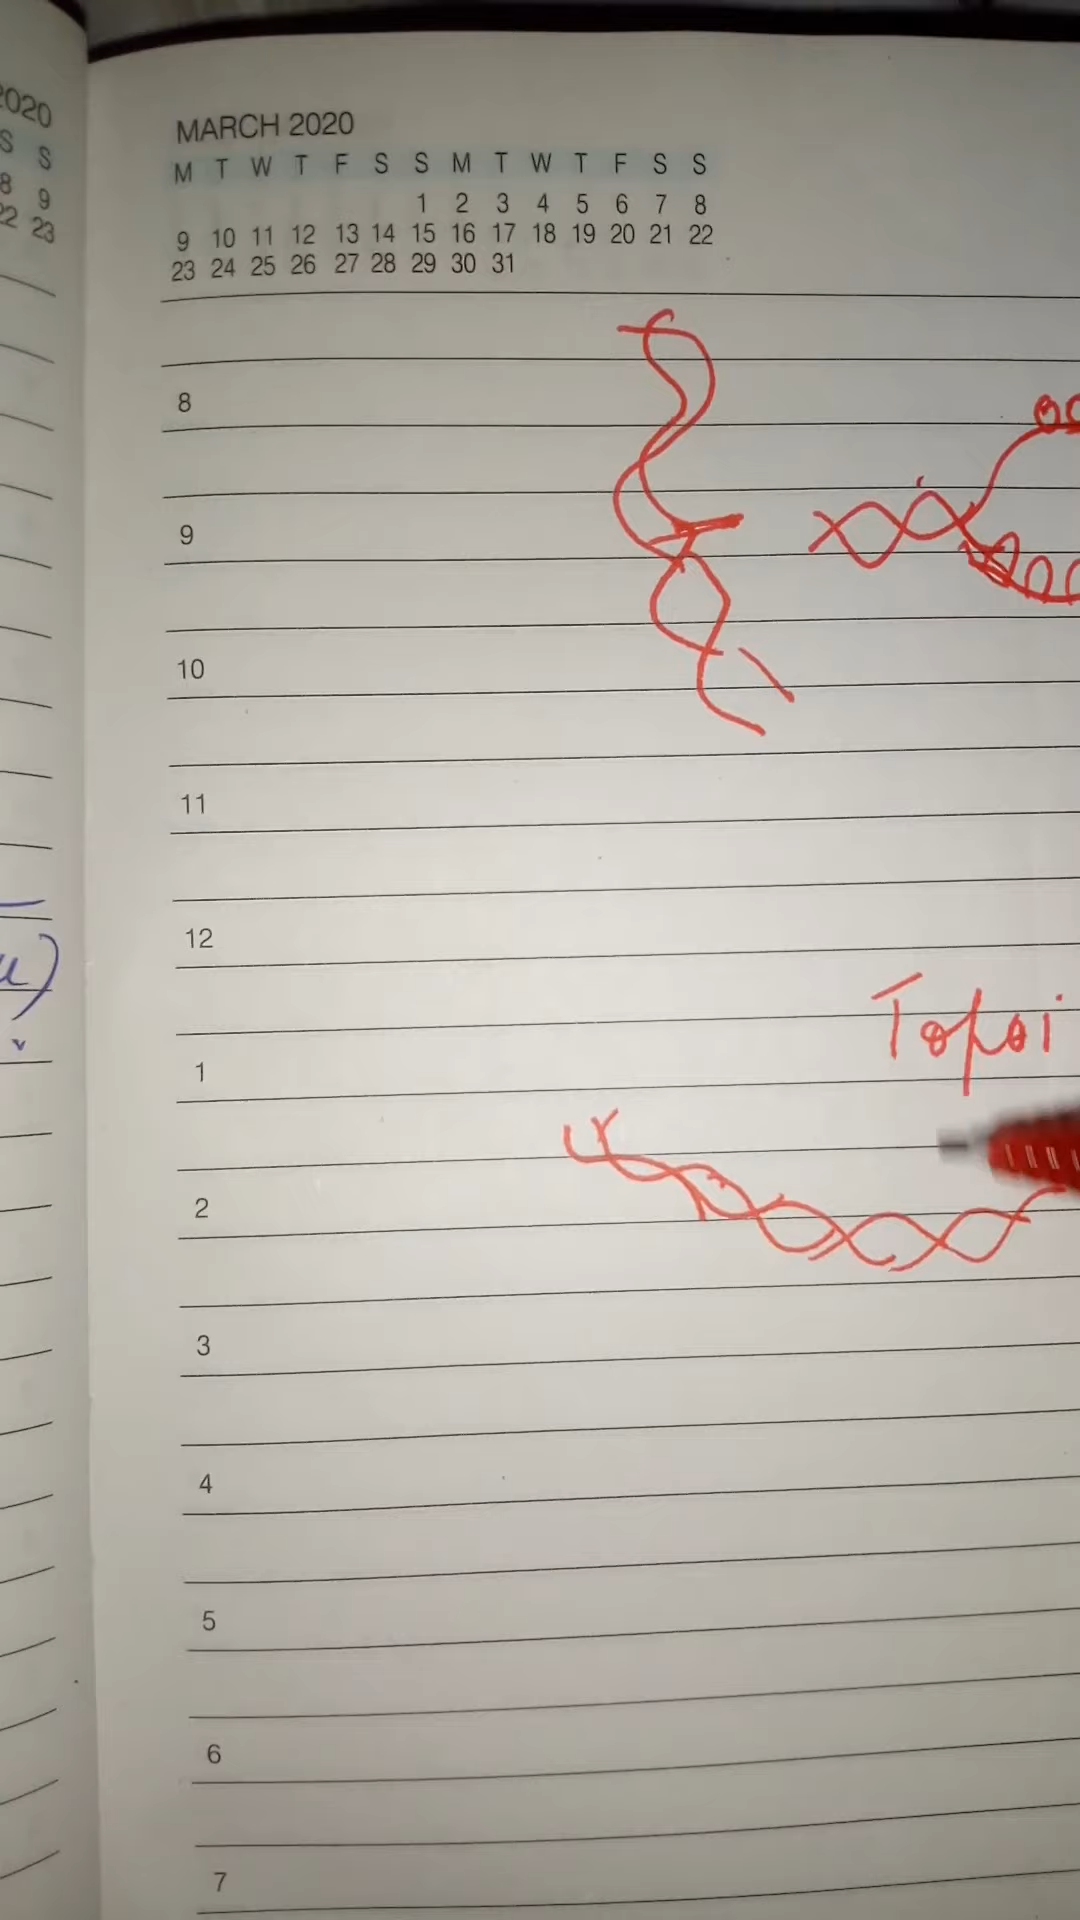 2020
S S
8 9
22 23
MARCH 2020
M T W T F S S M T W T F S S
1 2 3 4 5 6 7 8
9 10 11 12 13 14 15 16 17 18 19 20 21 22
23 24 25 26 27 28 29 30 31
8
9
10
11
12
Topoi
1
2
3
4
5
6
7